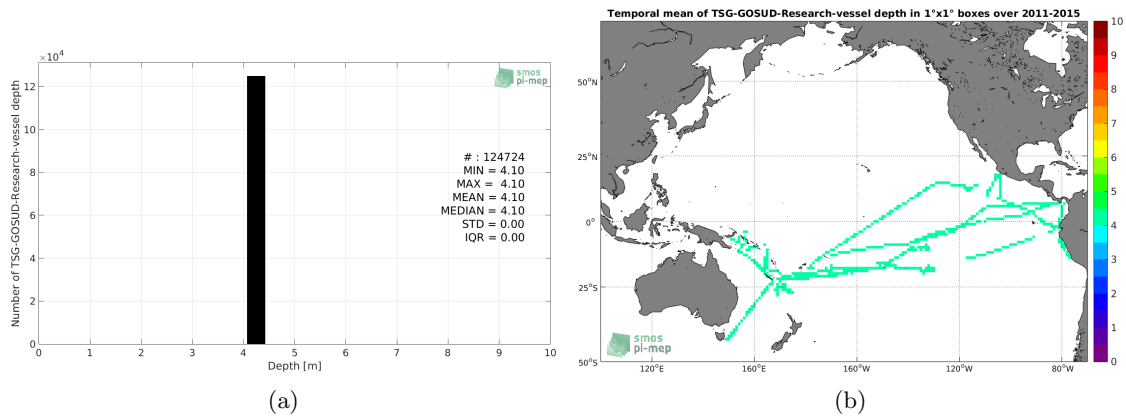 ×10⁴
12
10
8
6
4
2
0
0 1 2 3 4 5 6 7 8 9 10
Number of TSG-GOSUD-Research-vessel depth
Depth [m]
smos
pi-mep
# : 124724
MIN = 4.10
MAX = 4.10
MEAN = 4.10
MEDIAN = 4.10
STD = 0.00
IQR = 0.00
(a)
Temporal mean of TSG-GOSUD-Research-vessel depth in 1°x1° boxes over 2011-2015
50°N
25°N
0°
25°S
50°S
120°E 160°E 160°W 120°W 80°W
smos
pi-mep
10
9
8
7
6
5
4
3
2
1
0
(b)